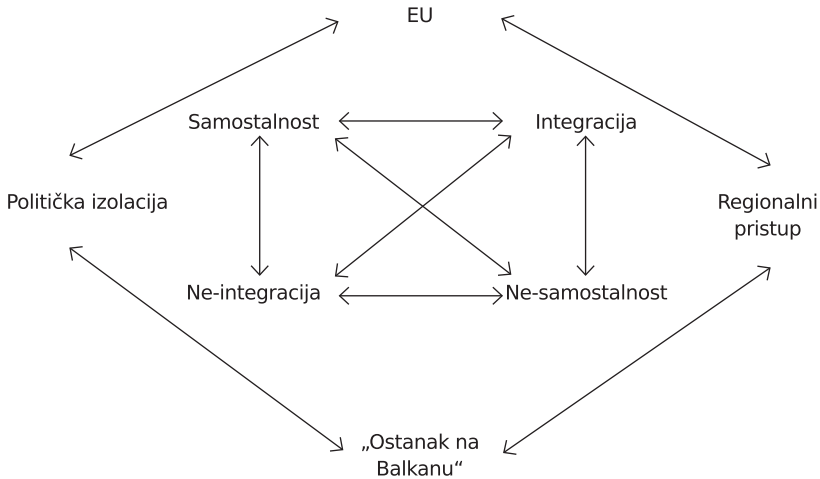 EU
Samostalnost
Integracija
Politička izolacija
Regionalni
pristup
Ne-integracija
Ne-samostalnost
„Ostanak na
Balkanu“